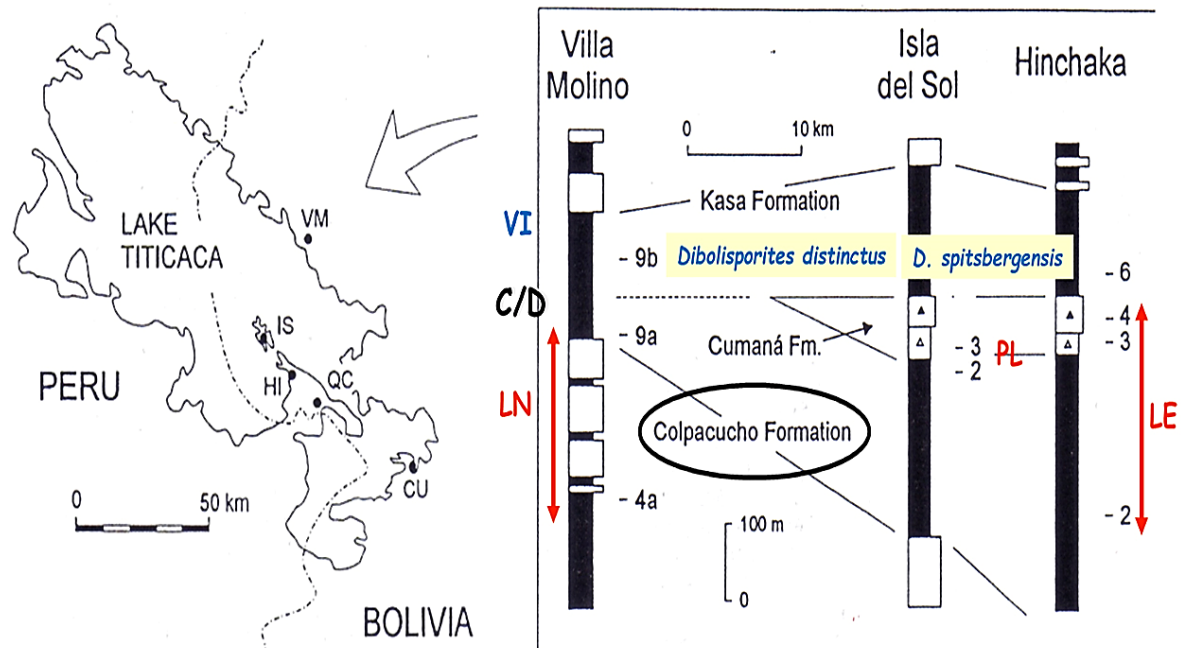 LAKE
TITICACA
VM
IS
HI
QC
CU
PERU
0 50 km
BOLIVIA
Villa
Molino
Isla
del Sol
Hinchaka
0 10 km
Kasa Formation
VI
- 9b
Dibolisporites distinctus
D. spitsbergensis
- 6
C/D
- 9a
Cumaná Fm.
- 3
PL
- 2
- 4
- 3
LN
Colpacucho Formation
LE
- 4a
100 m
0
- 2